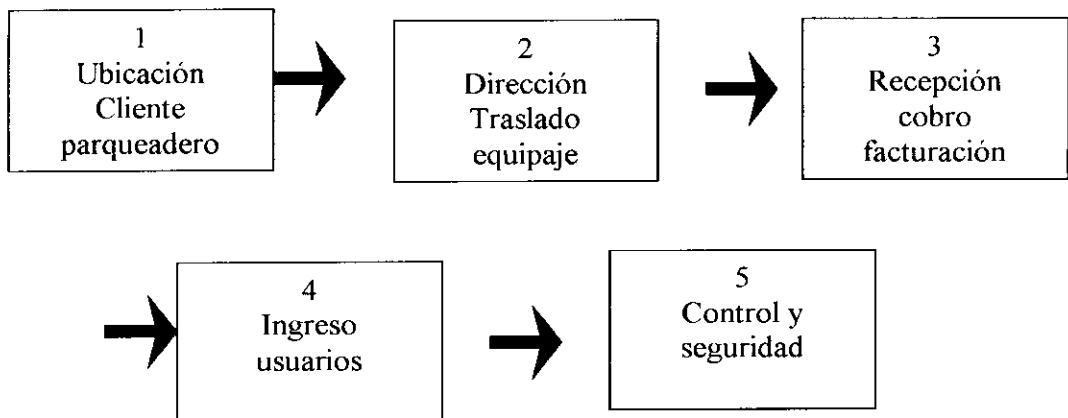 1
Ubicación
Cliente
parqueadero
2
Dirección
Traslado
equipaje
3
Recepción
cobro
facturación
4
Ingreso
usuarios
5
Control y
seguridad